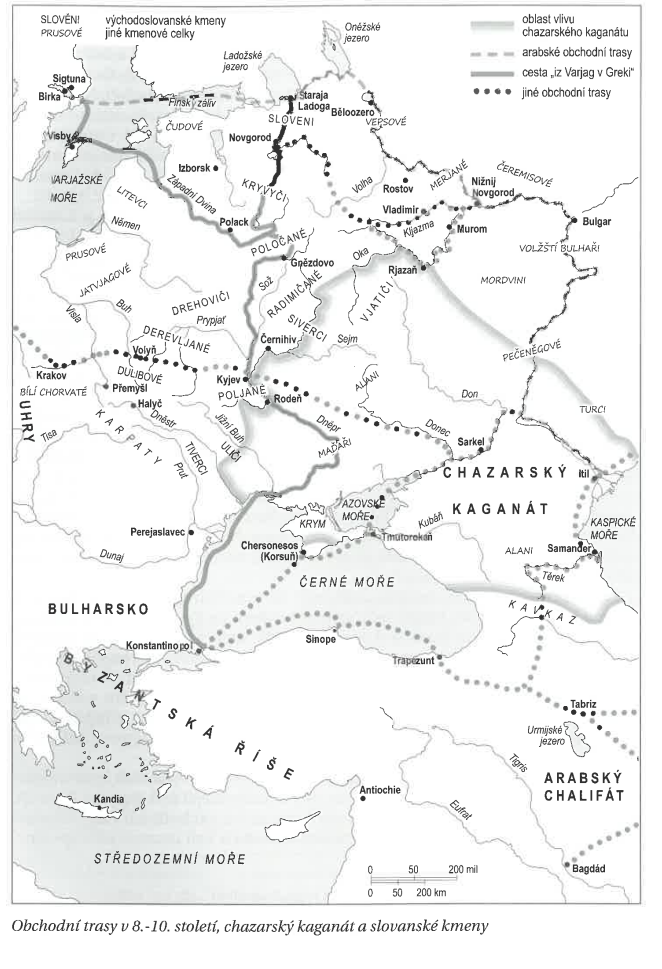 SLOVĚNI východoslovanské kmeny
PRUSOVÉ jiné kmenové celky
oblast vlivu
chazarského kaganátu
arabské obchodní trasy
cesta „iz Varjag v Greki"
jiné obchodní trasy
Oněžské
jezero
Ladožské
jezero
Sigtuna
Birka
Finský záliv
Staraja
Ladoga
Běloozero
SLOVENI
VEPSOVÉ
ČUDOVÉ
Visby
Novgorod
Izborsk
VARJAŽSKÉ
MOŘE
LITEVCI
Západní Dvina
KRYVYČI
Volha
Rostov
MERJANÉ
Nižnij
Novgorod
ČEREMISOVÉ
Vladimir
Kljazma
Murom
Bulgar
Polack
POLOČANÉ
Němen
PRUSOVÉ
VOLŽŠTÍ BULHAŘI
Gnězdovo
Oka
Rjazaň
MORDVINI
JATVJAGOVÉ
Sož
RADIMIČANÉ
VJATIČI
DREHOVIČI
Visla
Buh
Prypjať
SIVERCI
Sejm
DEREVLJANÉ
Černihiv
PEČENĚGOVÉ
Volyň
DULIBOVÉ
Krakov
BÍLÍ CHORVATÉ
Přemyšl
Kyjev
POLJANÉ
Rodeň
ALANI
Don
TURCI
Halyč
UHRY
Tisa
KARPATY
Dněstr
Jižní Buh
Dněpr
Donec
Prut
TIVERCI
ULIČI
MAĎAŘI
Sarkel
CHAZARSKÝ
KAGANÁT
Itil
AZOVSKÉ
MOŘE
KRYM
Kubáň
KASPICKÉ
MOŘE
Perejaslavec
Tmutorokaň
Chersonesos
(Korsuň)
ALANI
Samander
Dunaj
Těrek
ČERNÉ MOŘE
BULHARSKO
KAVKAZ
Konstantinopol
Sinope
Trapezunt
BYZANTSKÁ ŘÍŠE
Tabriz
Urmijské
jezero
Tigris
ARABSKÝ
CHALIFÁT
Antiochie
Kandia
Eufrat
STŘEDOZEMNÍ MOŘE
0 50 200 mil
0 50 200 km
Bagdád
Obchodní trasy v 8.-10. století, chazarský kaganát a slovanské kmeny